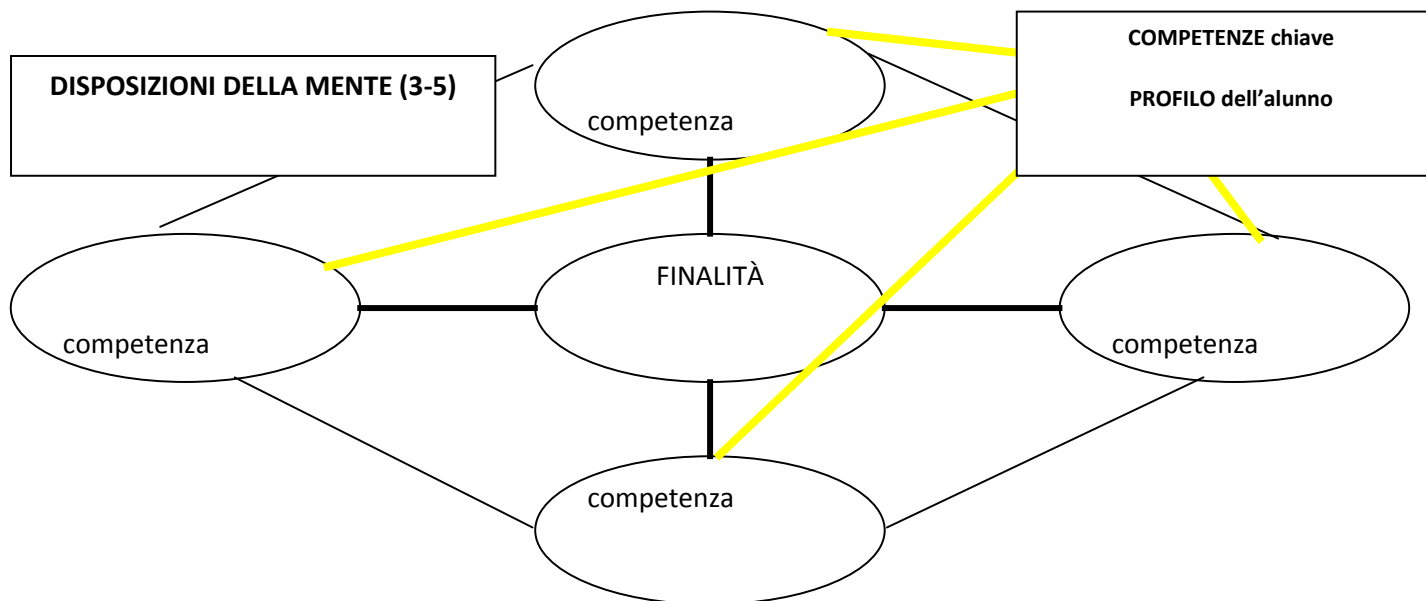 COMPETENZE chiave
PROFILO dell’alunno
DISPOSIZIONI DELLA MENTE (3-5)
competenza
FINALITÀ
competenza
competenza
competenza